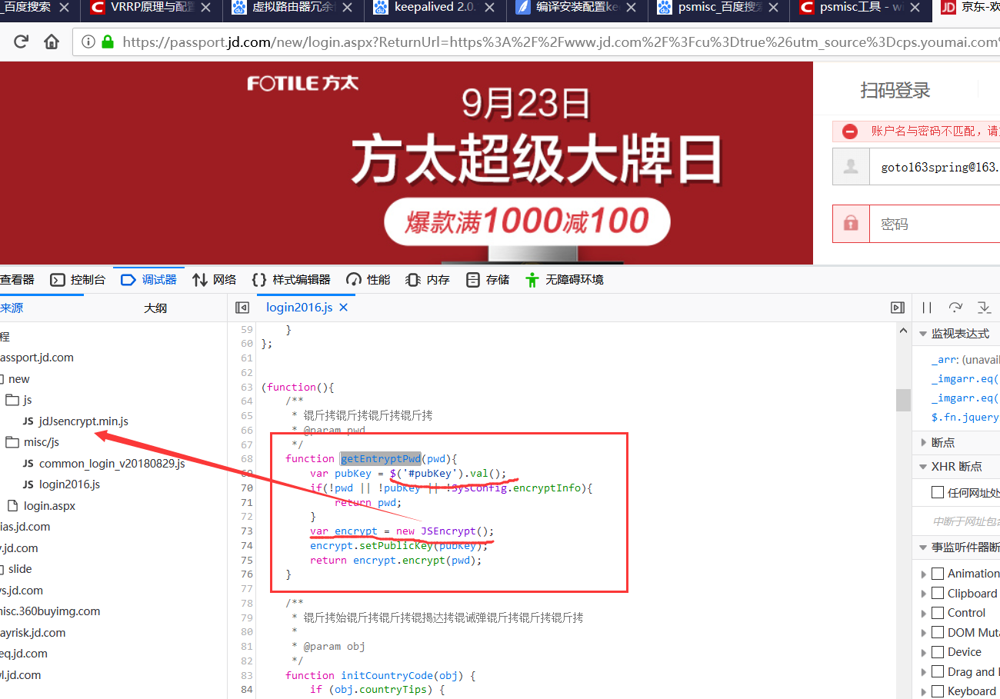 百度搜索
VRRP原理与配置
虚拟路由器冗余
keepalived 2.0.
编译安装配置kee
psmisc_百度搜索
psmisc工具 - wi
JD 京东-欢
https://passport.jd.com/new/login.aspx?ReturnUrl=https%3A%2F%2Fwww.jd.com%2F%3Fcu%3Dtrue%26utm_source%3Dcps.youmai.com%
FOTILE 方太
9月23日
方太超级大牌日
爆款满1000减100
扫码登录
账户名与密码不匹配，请
goto163spring@163.
密码
查看器 控制台 调试器 网络 样式编辑器 性能 内存 存储 无障碍环境
来源 大纲
login2016.js
程
assport.jd.com
new
js
JS jdJsencrypt.min.js
misc/js
JS common_login_v20180829.js
JS login2016.js
login.aspx
ias.jd.com
.jd.com
slide
s.jd.com
misc.360buyimg.com
ayrisk.jd.com
eq.jd.com
l.jd.com
59 }
60 };
61
62
63 (function(){
64 /**
65 * 锟斤拷锟斤拷锟斤拷锟斤拷
66 * @param pwd
67 */
68 function getEntryptPwd(pwd){
69 var pubKey = $('#pubKey').val();
70 if(!pwd || !pubKey || !SysConfig.encryptInfo){
71 return pwd;
72 }
73 var encrypt = new JSEncrypt();
74 encrypt.setPublicKey(pubKey);
75 return encrypt.encrypt(pwd);
76 }
77
78 /**
79 * 锟斤拷始锟斤拷锟斤拷锟揭达拷锟诫弹锟斤拷锟斤拷锟斤拷
80 *
81 * @param obj
82 */
83 function initCountryCode(obj) {
84 if (obj.countryTips) {
监视表达式
_arr: (unavail
_imgarr.eq(
_imgarr.eq(
$.fn.jquery
断点
XHR 断点
任何网址处
中断于网址包含
事监听件器断
Animation
Clipboard
Control
DOM Muta
Device
Drag and
Keyboard